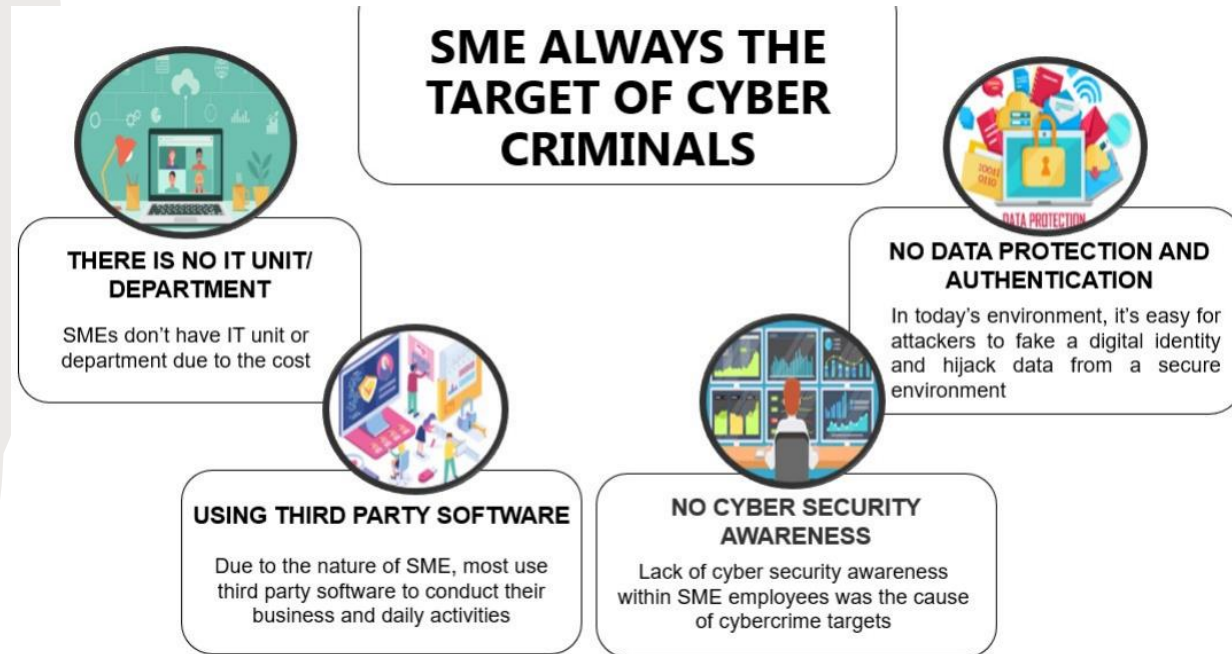 SME ALWAYS THE
TARGET OF CYBER
CRIMINALS
THERE IS NO IT UNIT/
DEPARTMENT
SMEs don't have IT unit or
department due to the cost
USING THIRD PARTY SOFTWARE
Due to the nature of SME, most use
third party software to conduct their
business and daily activities
NO CYBER SECURITY
AWARENESS
Lack of cyber security awareness
within SME employees was the cause
of cybercrime targets
10011
0110
DATA PROTECTION
NO DATA PROTECTION AND
AUTHENTICATION
In today's environment, it's easy for
attackers to fake a digital identity
and hijack data from a secure
environment